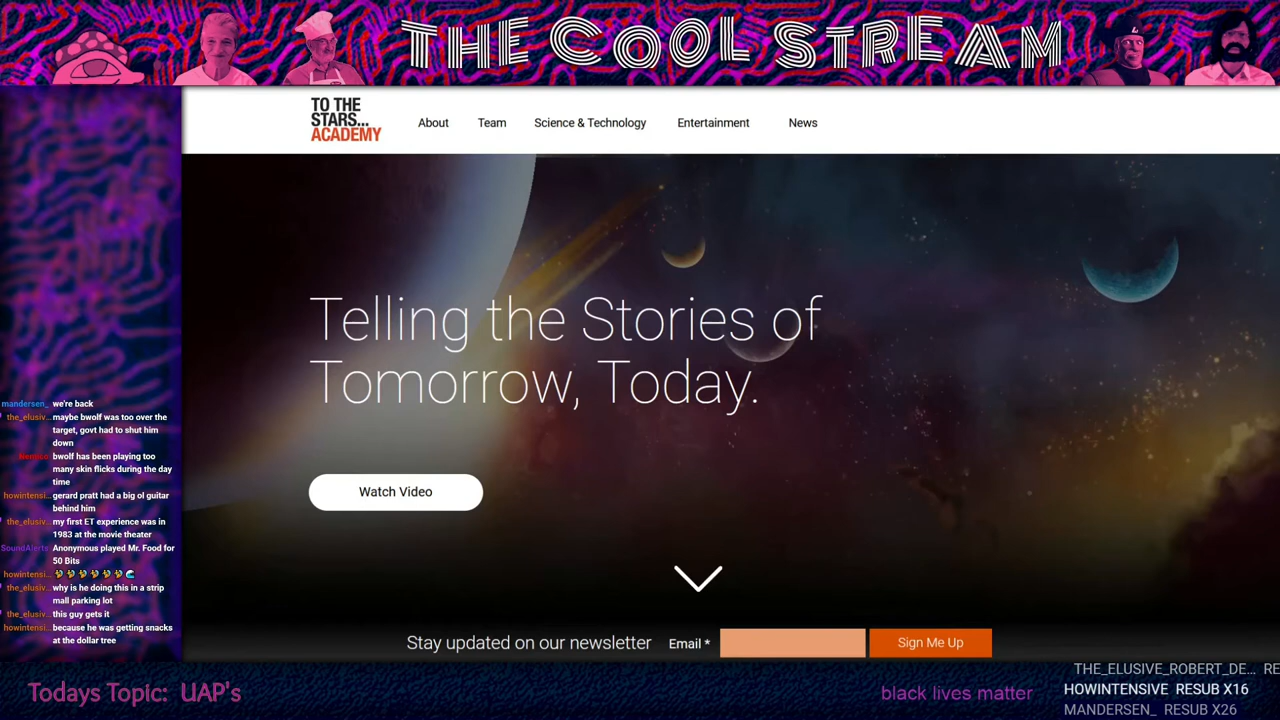 THE COOL STREAM
TO THE
STARS...
ACADEMY
About
Team
Science & Technology
Entertainment
News
Telling the Stories of
Tomorrow, Today.
Watch Video
Stay updated on our newsletter
Email *
Sign Me Up
mandersen_ we're back
the_elusiv... maybe bwolf was too over the
target, govt had to shut him
down
bwolf has been playing too
many skin flicks during the day
time
howintensi... gerard pratt had a big ol guitar
behind him
the_elusiv... my first ET experience was in
1983 at the movie theater
SoundAlerts Anonymous played Mr. Food for
50 Bits
howintensi...
the_elusiv... why is he doing this in a strip
mall parking lot
the_elusiv... this guy gets it
howintensi... because he was getting snacks
at the dollar tree
Todays Topic: UAP's
black lives matter
THE_ELUSIVE_ROBERT_DE... RE
HOWINTENSIVE RESUB X16
MANDERSEN_ RESUB X26